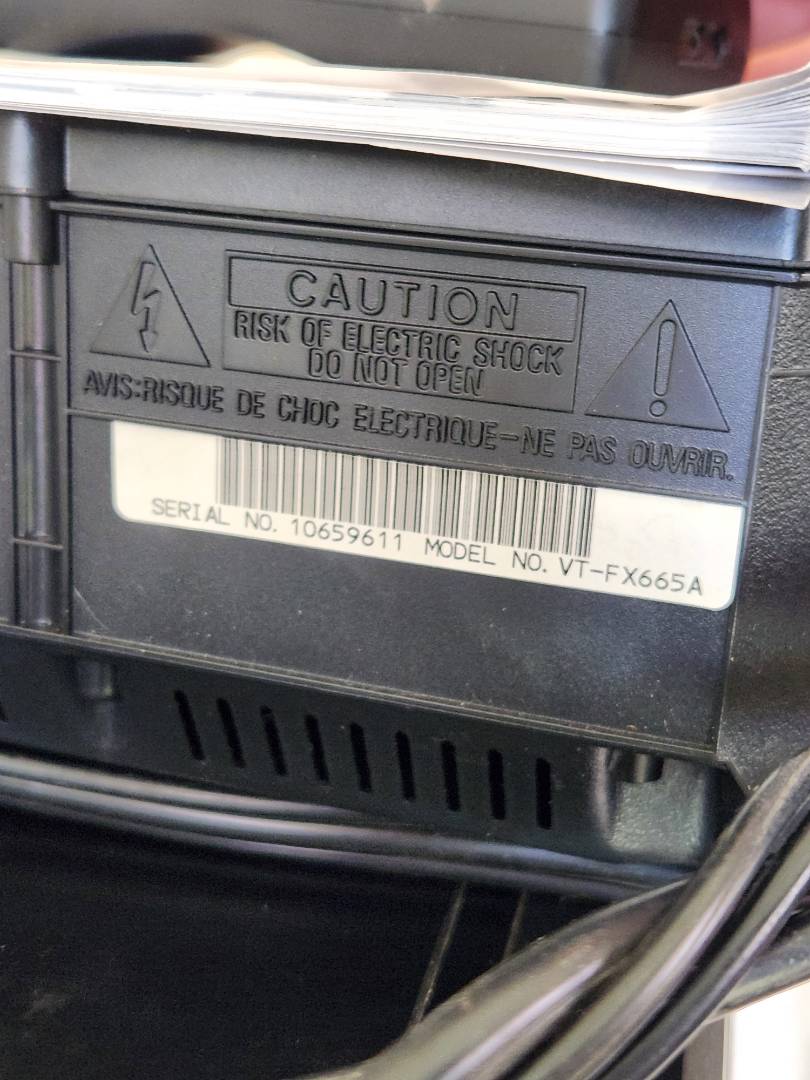 CAUTION
RISK OF ELECTRIC SHOCK
DO NOT OPEN
AVIS:RISQUE DE CHOC ELECTRIQUE-NE PAS OUVRIR.
SERIAL NO. 10659611 MODEL NO. VT-FX665A